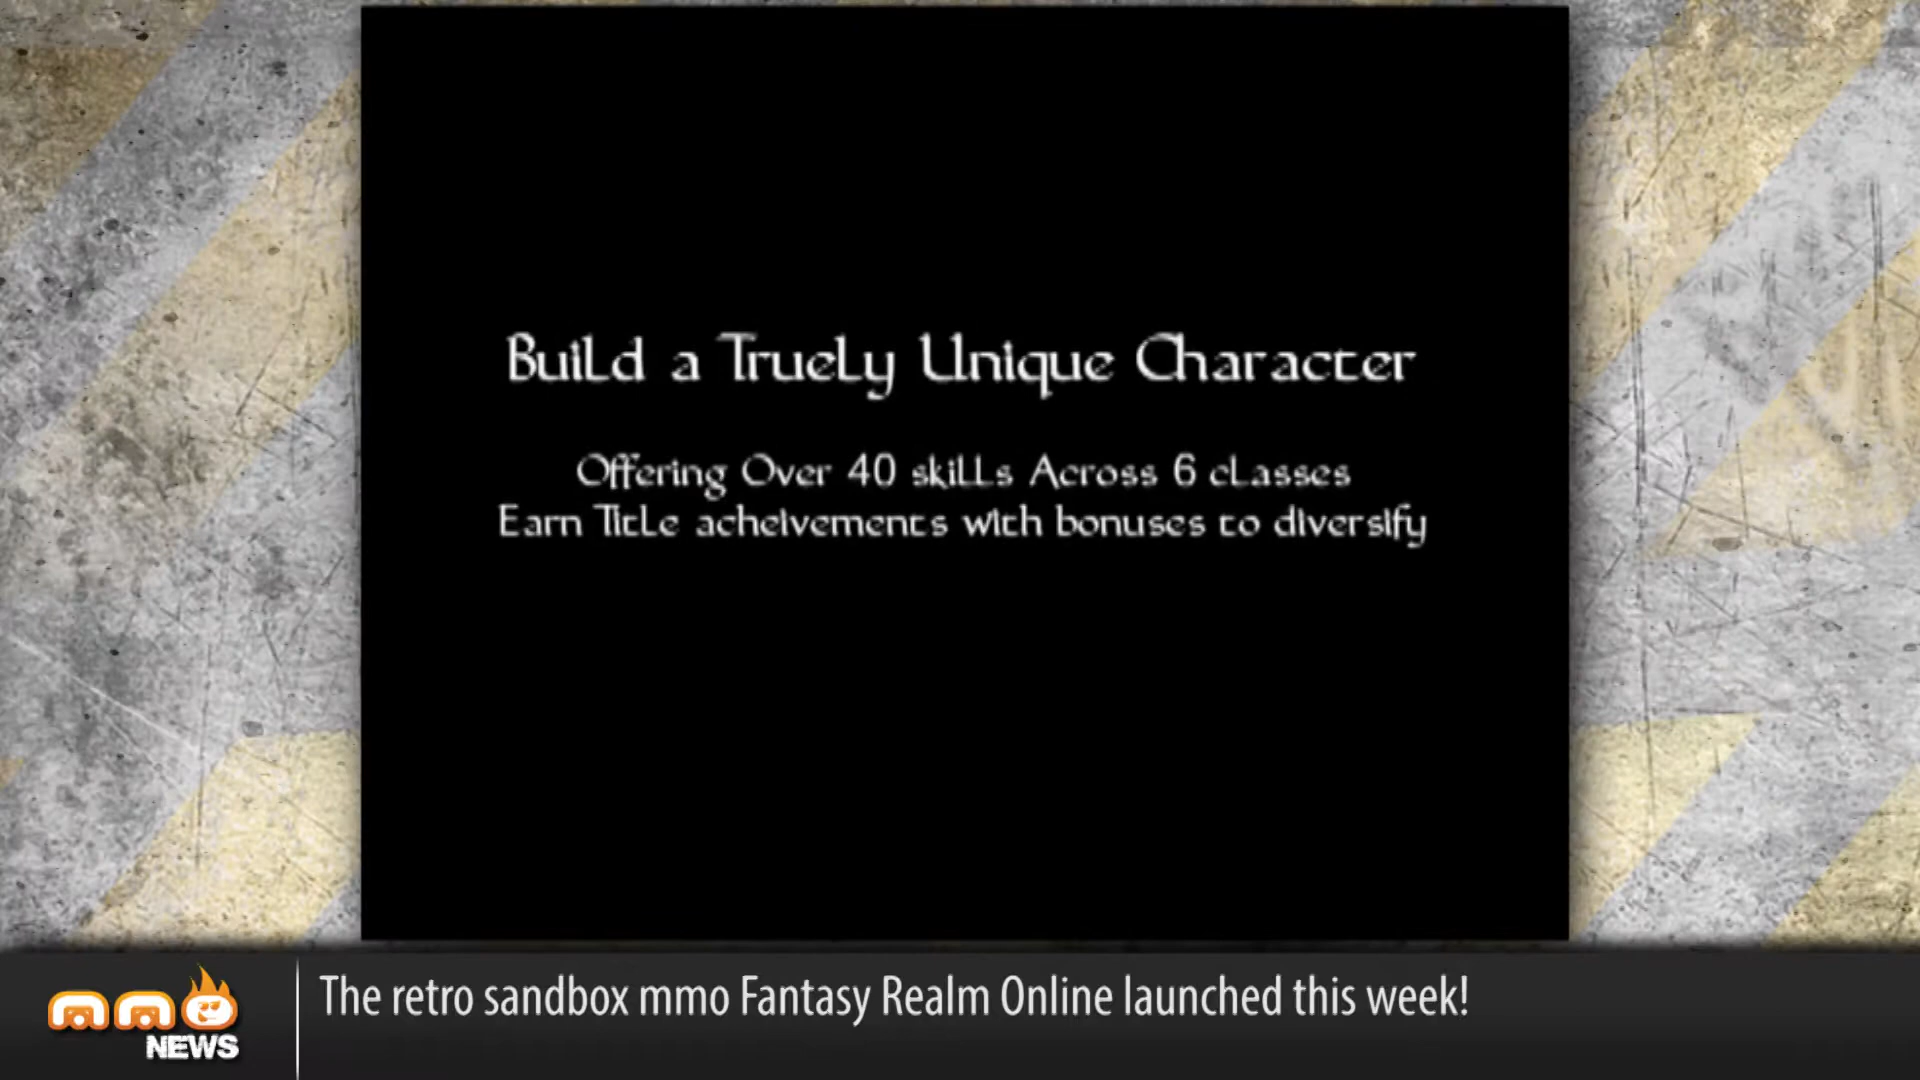 Build a Truely Unique Character
Offering Over 40 skills Across 6 classes
Earn Title acheivements with bonuses to diversify
The retro sandbox mmo Fantasy Realm Online launched this week!
mmo
NEWS